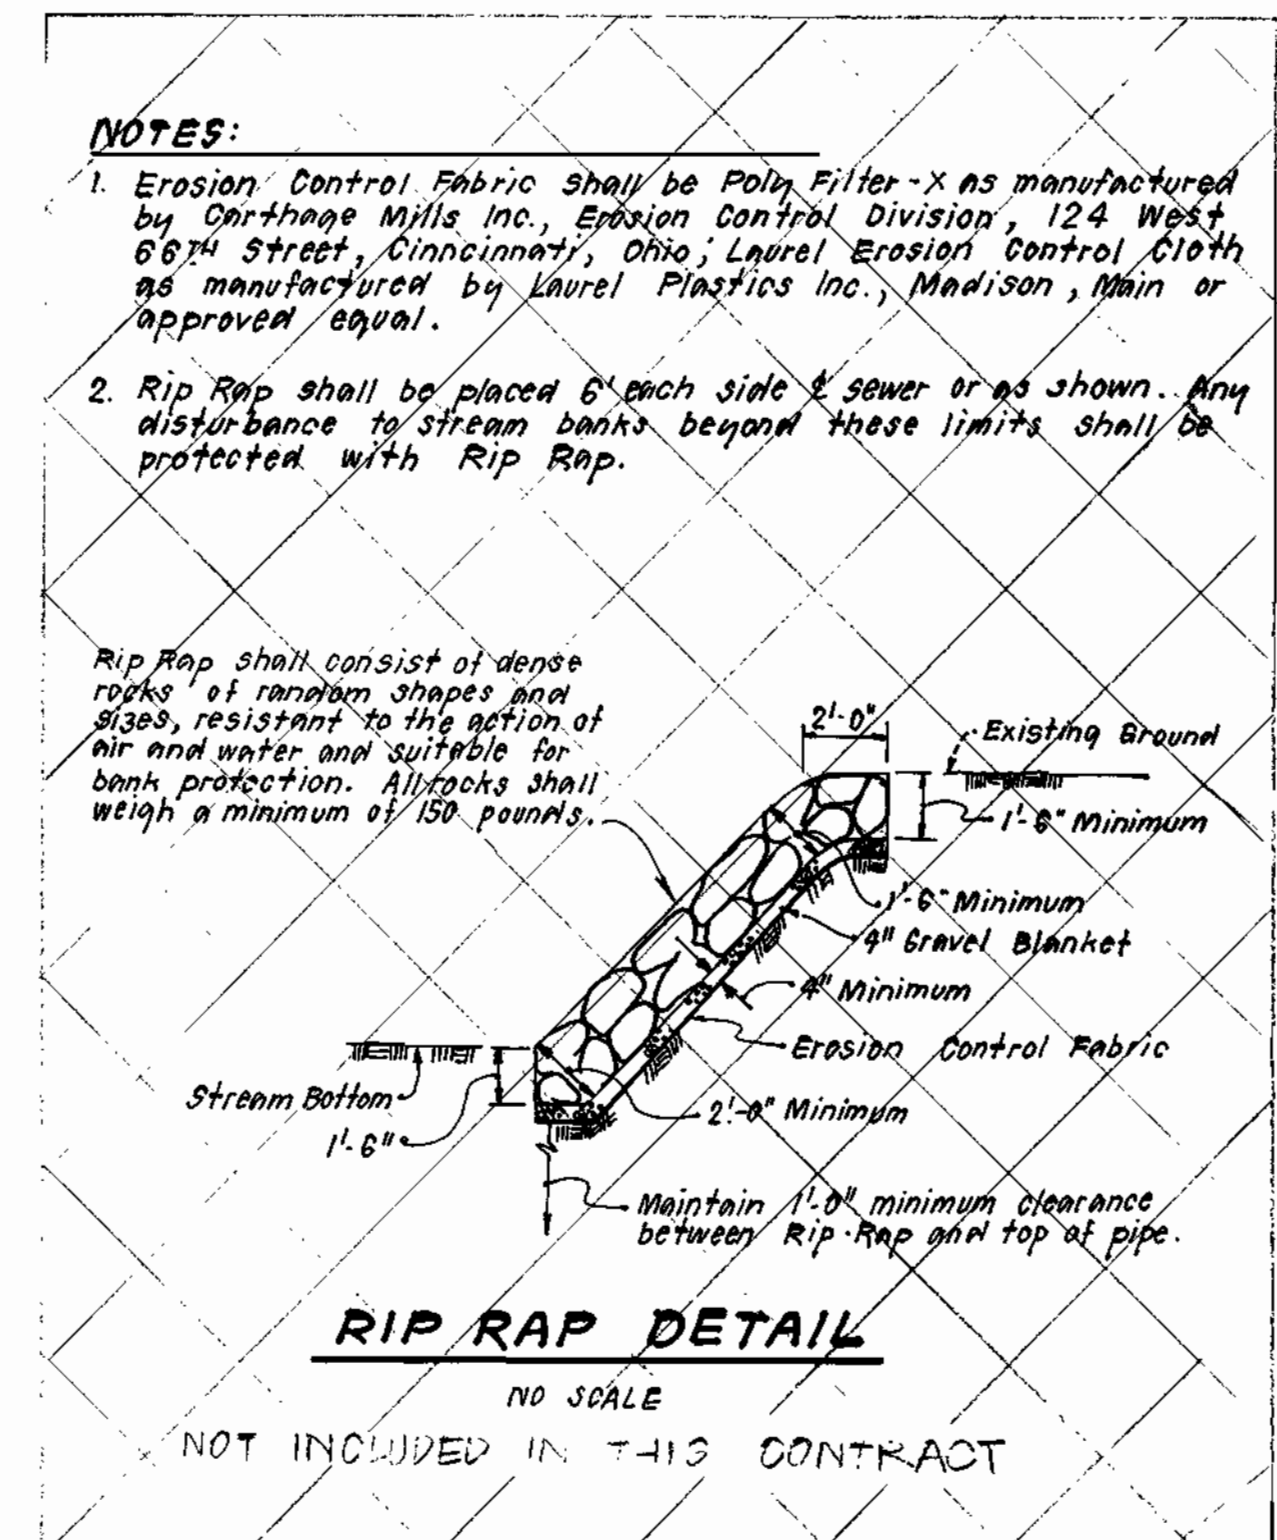 NOTES:
1. Erosion Control Fabric shall be Poly Filter-X as manufactured
by Carthage Mills Inc., Erosion Control Division, 124 West
66TH Street, Cinncinnati, Ohio; Laurel Erosion Control Cloth
as manufactured by Laurel Plastics Inc., Madison, Main or
approved equal.
2. Rip Rap shall be placed 6' each side ℄ sewer or as shown. Any
disturbance to stream banks beyond these limits shall be
protected with Rip Rap.
Rip Rap shall consist of dense
rocks of random shapes and
sizes, resistant to the action of
air and water and suitable for
bank protection. All rocks shall
weigh a minimum of 150 pounds.
2'-0"
Existing Ground
1'-6" Minimum
1'-6" Minimum
4" Gravel Blanket
4" Minimum
Erosion Control Fabric
Stream Bottom
2'-0" Minimum
1'-6"
Maintain 1'-0" minimum clearance
between Rip-Rap and top of pipe.
RIP RAP DETAIL
NO SCALE
NOT INCLUDED IN THIS CONTRACT